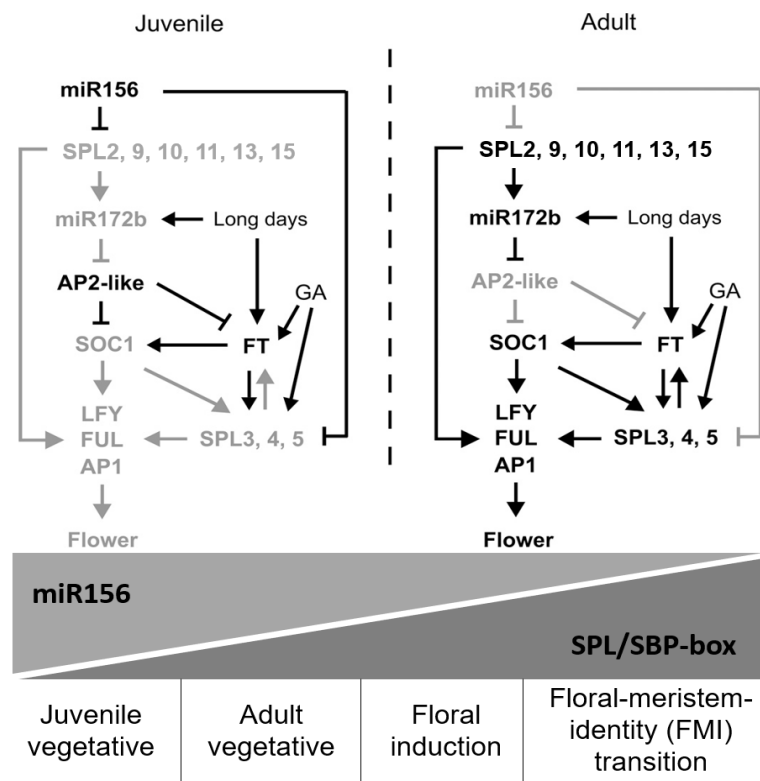 Juvenile
miR156
SPL2, 9, 10, 11, 13, 15
miR172b
Long days
AP2-like
GA
SOC1
FT
LFY
FUL
SPL3, 4, 5
AP1
Flower
Adult
miR156
SPL2, 9, 10, 11, 13, 15
miR172b
Long days
AP2-like
GA
SOC1
FT
LFY
FUL
SPL3, 4, 5
AP1
Flower
miR156
SPL/SBP-box
Juvenile
vegetative
Adult
vegetative
Floral
induction
Floral-meristem-
identity (FMI)
transition